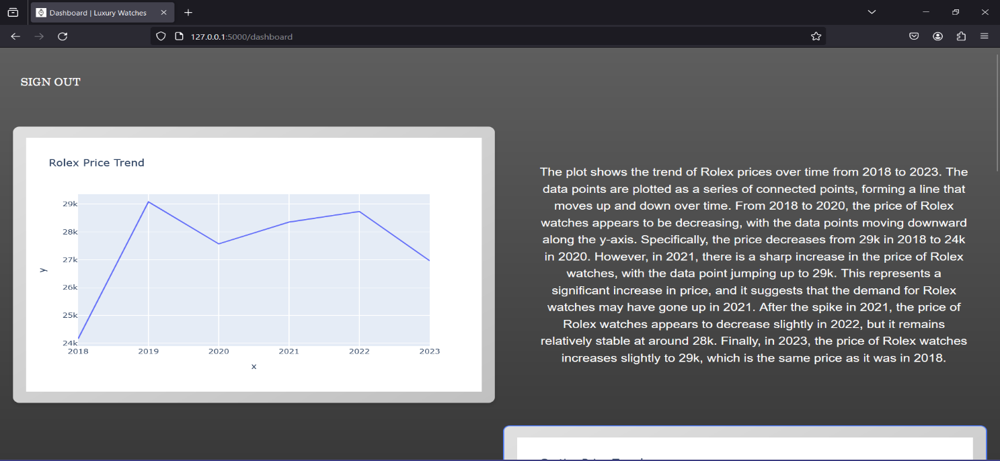 Dashboard | Luxury Watches
127.0.0.1:5000/dashboard
SIGN OUT
Rolex Price Trend
29k
28k
27k
26k
25k
24k
y
2018 2019 2020 2021 2022 2023
x
The plot shows the trend of Rolex prices over time from 2018 to 2023. The
data points are plotted as a series of connected points, forming a line that
moves up and down over time. From 2018 to 2020, the price of Rolex
watches appears to be decreasing, with the data points moving downward
along the y-axis. Specifically, the price decreases from 29k in 2018 to 24k
in 2020. However, in 2021, there is a sharp increase in the price of Rolex
watches, with the data point jumping up to 29k. This represents a
significant increase in price, and it suggests that the demand for Rolex
watches may have gone up in 2021. After the spike in 2021, the price of
Rolex watches appears to decrease slightly in 2022, but it remains
relatively stable at around 28k. Finally, in 2023, the price of Rolex watches
increases slightly to 29k, which is the same price as it was in 2018.